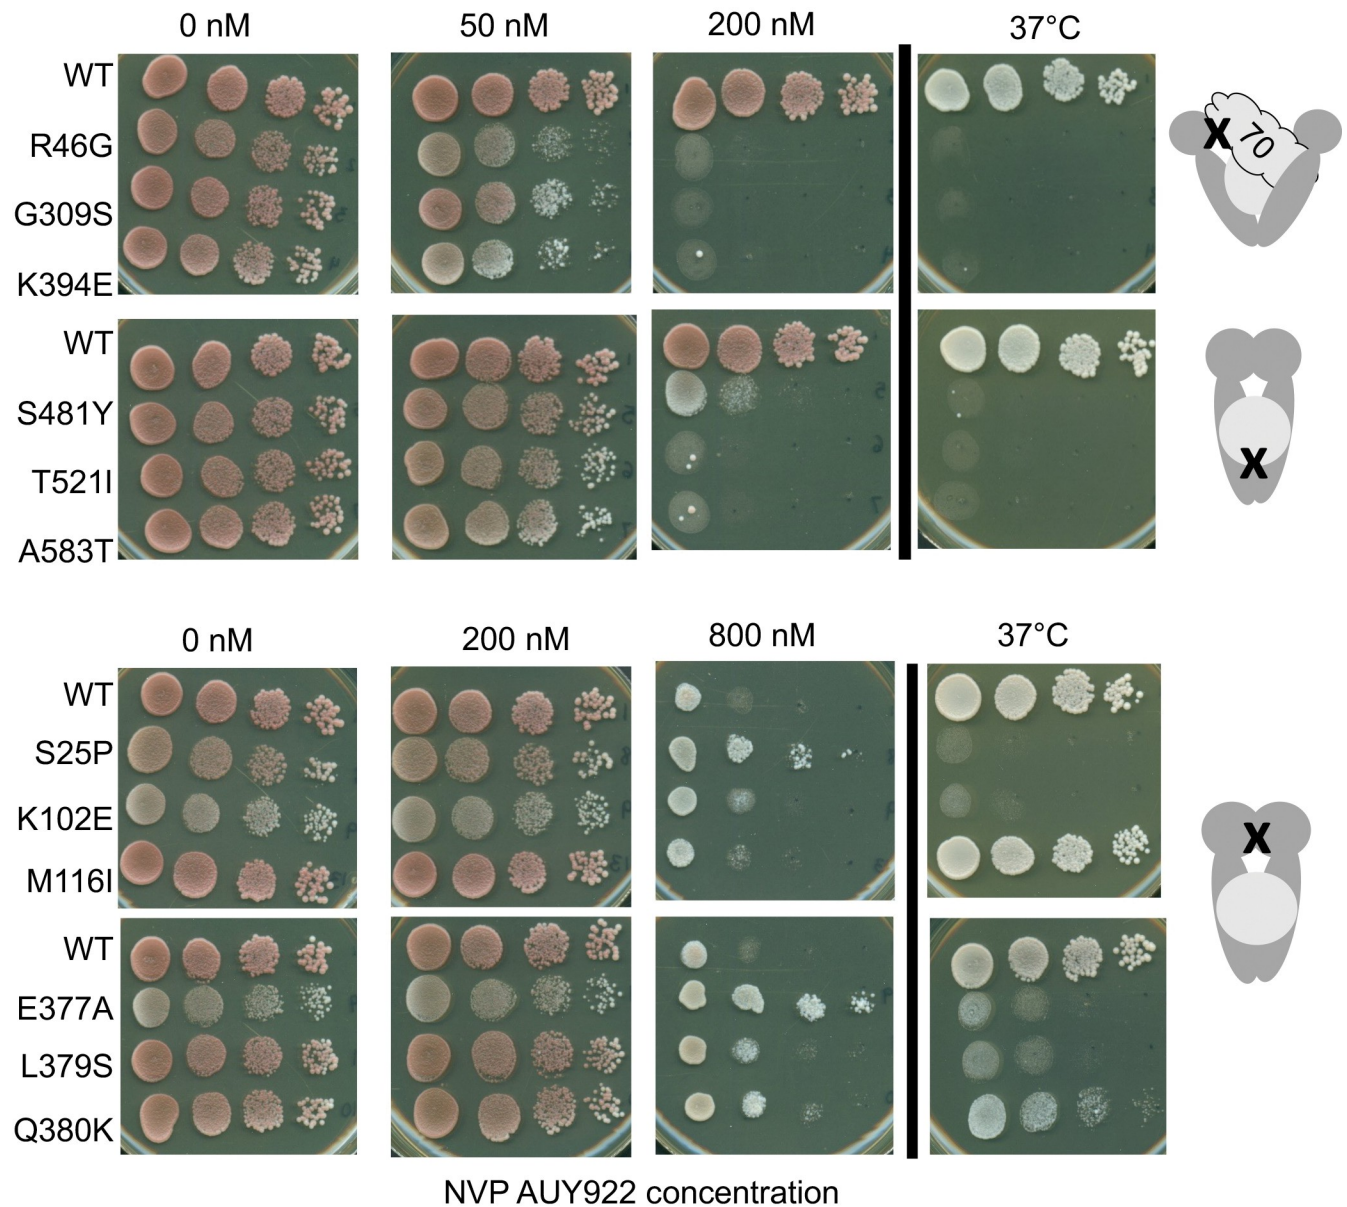 0 nM 50 nM 200 nM 37°C
WT
R46G
G309S
K394E
70
X
WT
S481Y
T521I
A583T
X
0 nM 200 nM 800 nM 37°C
WT
S25P
K102E
M116I
X
WT
E377A
L379S
Q380K
NVP AUY922 concentration